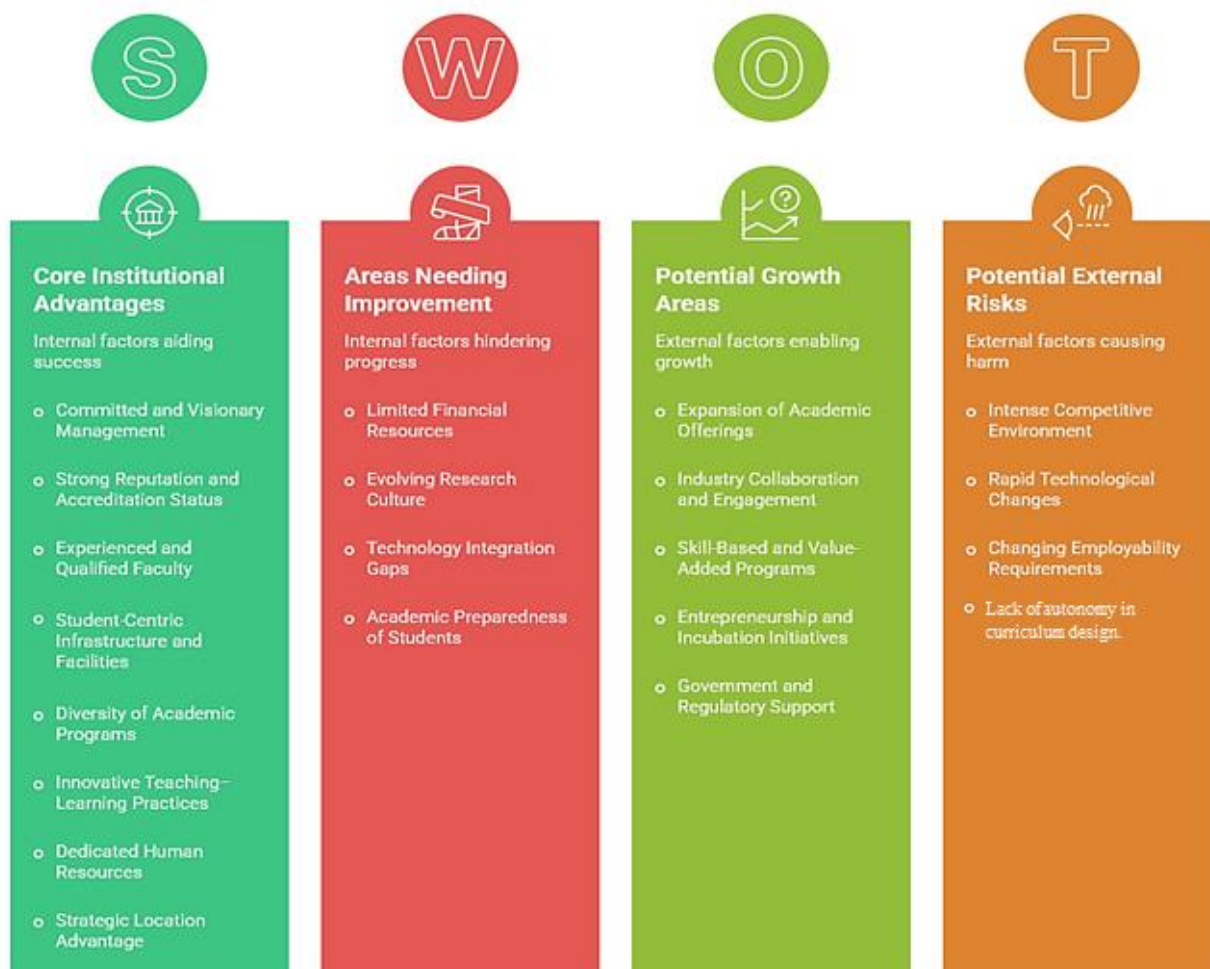 S
W
O
T
Core Institutional
Advantages
Internal factors aiding
success
Committed and Visionary
Management
Strong Reputation and
Accreditation Status
Experienced and
Qualified Faculty
Student-Centric
Infrastructure and
Facilities
Diversity of Academic
Programs
Innovative Teaching–
Learning Practices
Dedicated Human
Resources
Strategic Location
Advantage
Areas Needing
Improvement
Internal factors hindering
progress
Limited Financial
Resources
Evolving Research
Culture
Technology Integration
Gaps
Academic Preparedness
of Students
Potential Growth
Areas
External factors enabling
growth
Expansion of Academic
Offerings
Industry Collaboration
and Engagement
Skill-Based and Value-
Added Programs
Entrepreneurship and
Incubation Initiatives
Government and
Regulatory Support
Potential External
Risks
External factors causing
harm
Intense Competitive
Environment
Rapid Technological
Changes
Changing Employability
Requirements
Lack of autonomy in
curriculum design.